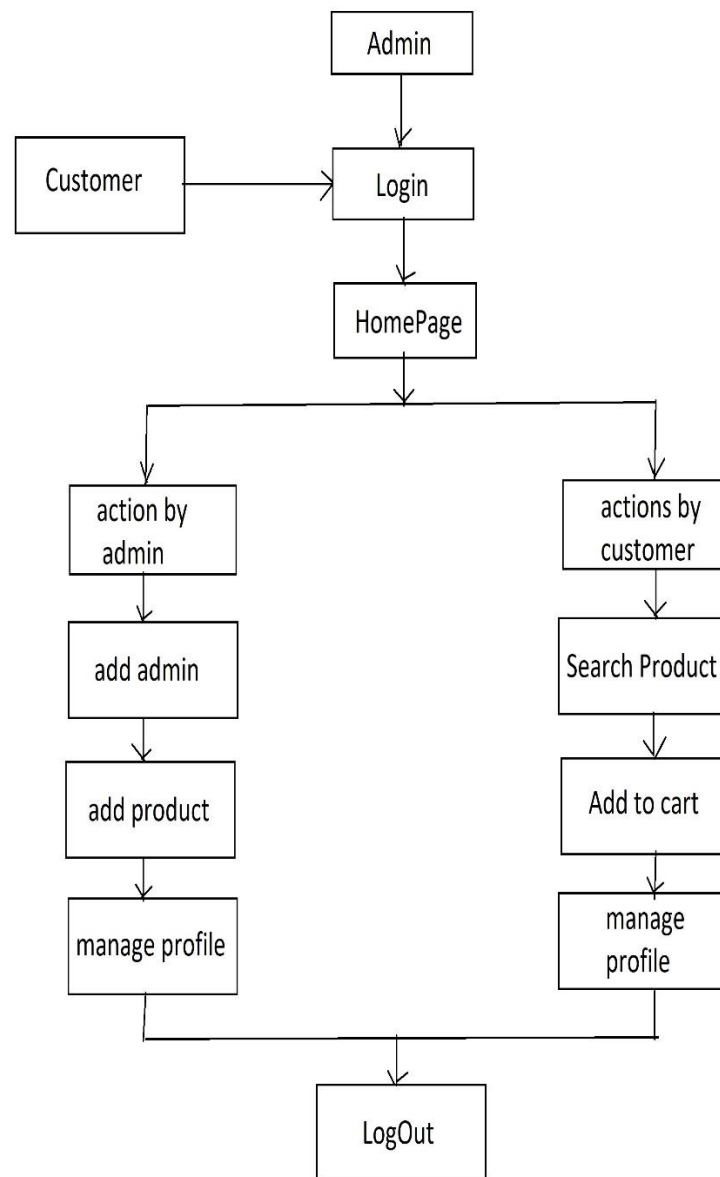 Admin
Customer
Login
HomePage
action by
admin
actions by
customer
add admin
Search Product
add product
Add to cart
manage profile
manage
profile
LogOut